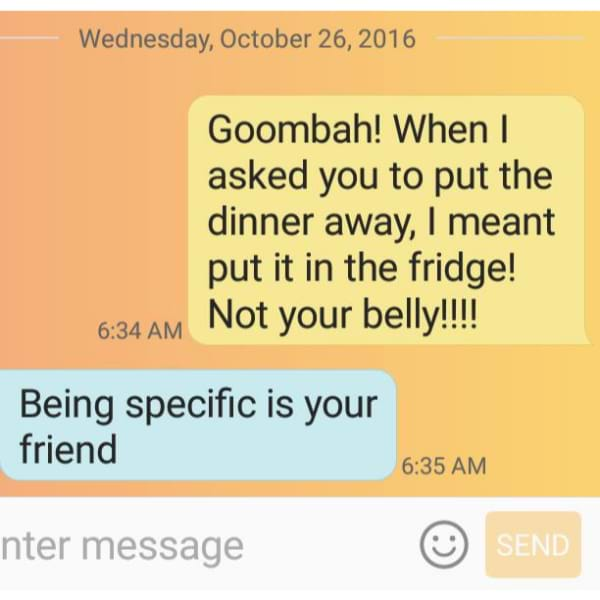 Wednesday, October 26, 2016
Goombah! When I
asked you to put the
dinner away, I meant
put it in the fridge!
Not your belly!!!!
6:34 AM
Being specific is your
friend
6:35 AM
nter message
SEND